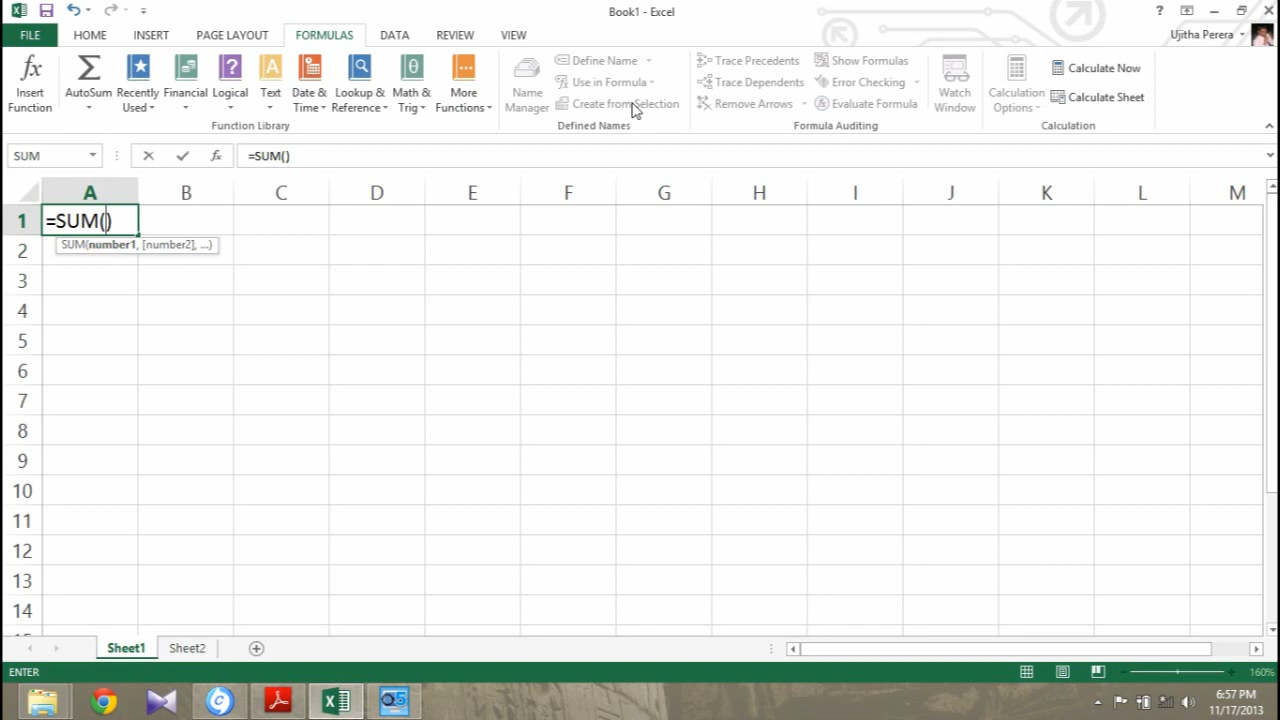 Book1 - Excel
?
FILE HOME INSERT PAGE LAYOUT FORMULAS DATA REVIEW VIEW
Ujitha Perera
fx Insert Function
Σ AutoSum
Recently Used
Financial
? Logical
A Text
Date & Time
Lookup & Reference
θ Math & Trig
More Functions
Function Library
Name Manager
Define Name
Use in Formula
Create from Selection
Defined Names
Trace Precedents
Trace Dependents
Remove Arrows
Show Formulas
Error Checking
Evaluate Formula
Formula Auditing
Watch Window
Calculation Options
Calculate Now
Calculate Sheet
Calculation
SUM fx =SUM()
A B C D E F G H I J K L M
1 =SUM()
SUM(number1, [number2], ...)
2
3
4
5
6
7
8
9
10
11
12
13
14
15
Sheet1 Sheet2
ENTER 160%
6:57 PM
11/17/2013